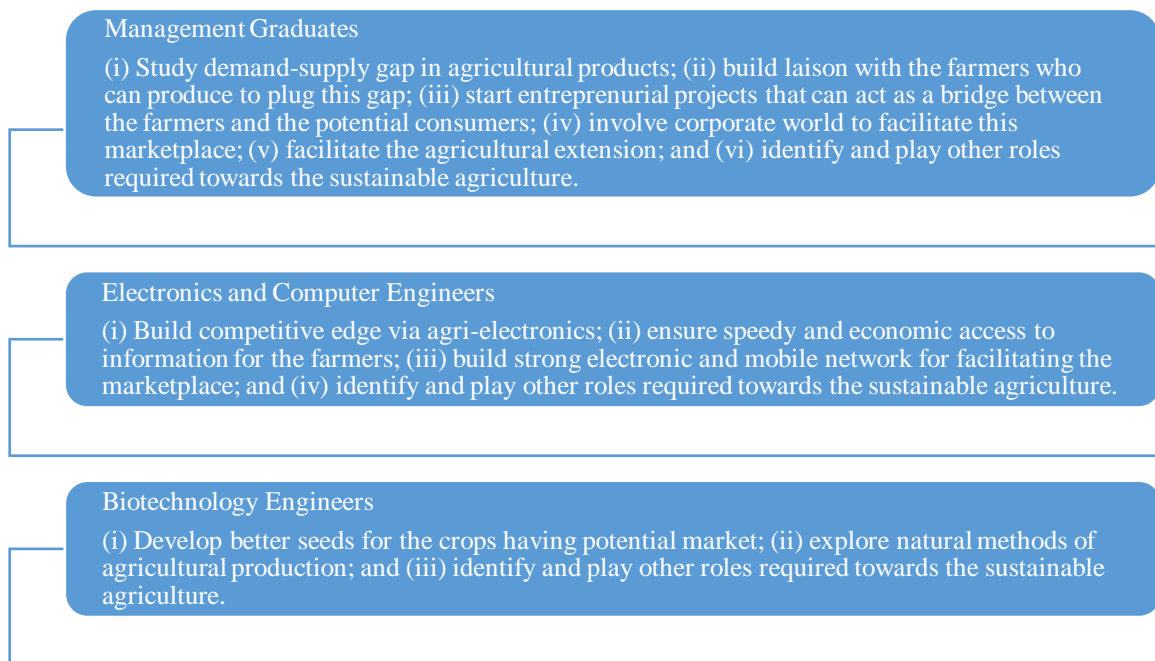 Management Graduates
(i) Study demand-supply gap in agricultural products; (ii) build liaison with the farmers who
can produce to plug this gap; (iii) start entreprenurial projects that can act as a bridge between
the farmers and the potential consumers; (iv) involve corporate world to facilitate this
marketplace; (v) facilitate the agricultural extension; and (vi) identify and play other roles
required towards the sustainable agriculture.
Electronics and Computer Engineers
(i) Build competitive edge via agri-electronics; (ii) ensure speedy and economic access to
information for the farmers; (iii) build strong electronic and mobile network for facilitating the
marketplace; and (iv) identify and play other roles required towards the sustainable agriculture.
Biotechnology Engineers
(i) Develop better seeds for the crops having potential market; (ii) explore natural methods of
agricultural production; and (iii) identify and play other roles required towards the sustainable
agriculture.